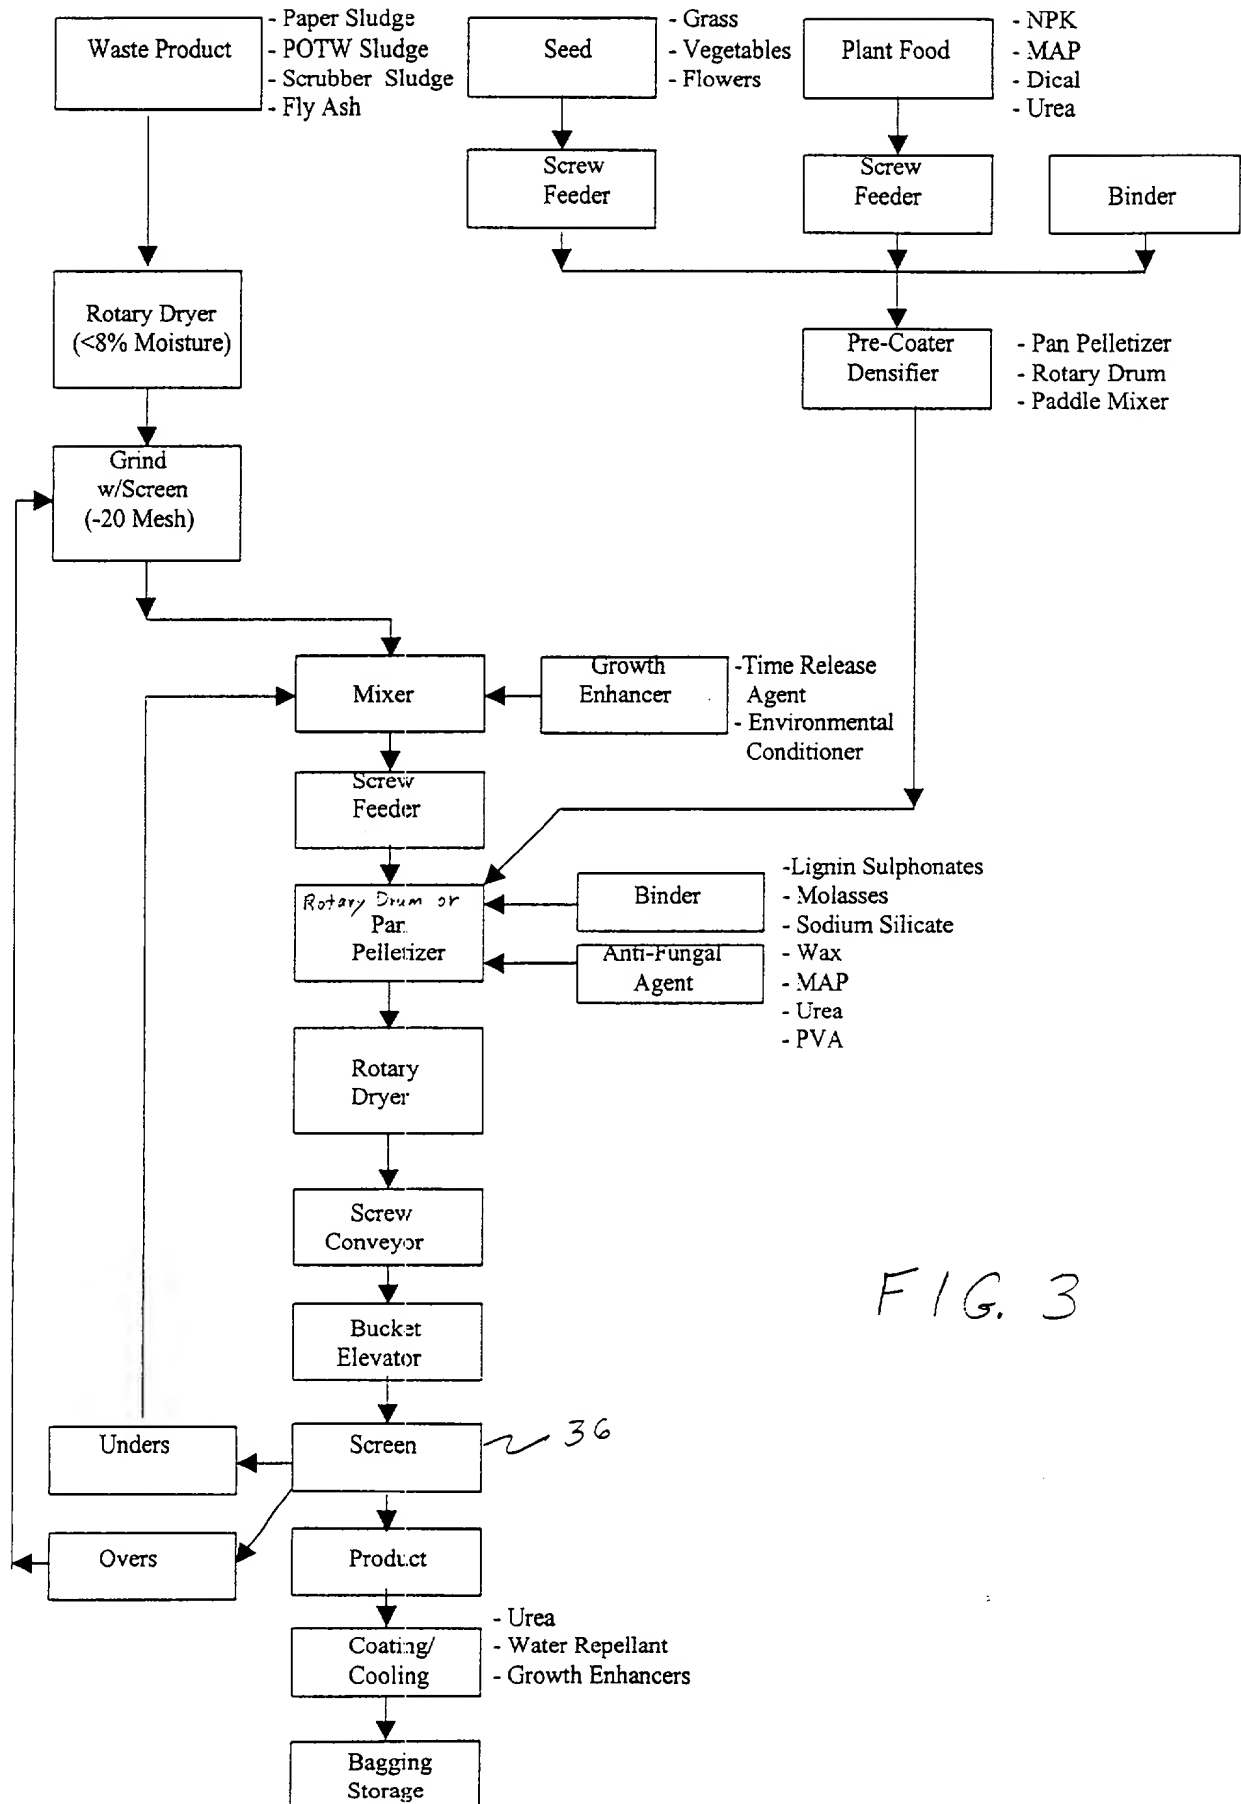 Waste Product
- Paper Sludge
- POTW Sludge
- Scrubber Sludge
- Fly Ash
Seed
- Grass
- Vegetables
- Flowers
Plant Food
- NPK
- MAP
- Dical
- Urea
Screw
Feeder
Screw
Feeder
Binder
Rotary Dryer
(<8% Moisture)
Pre-Coater
Densifier
- Pan Pelletizer
- Rotary Drum
- Paddle Mixer
Grind
w/Screen
(-20 Mesh)
Mixer
Growth
Enhancer
-Time Release
Agent
- Environmental
Conditioner
Screw
Feeder
Rotary Drum or
Pan
Pelletizer
Binder
Anti-Fungal
Agent
-Lignin Sulphonates
- Molasses
- Sodium Silicate
- Wax
- MAP
- Urea
- PVA
Rotary
Dryer
Screw
Conveyor
FIG. 3
Bucket
Elevator
Unders
Screen
36
Overs
Product
Coating/
Cooling
- Urea
- Water Repellant
- Growth Enhancers
Bagging
Storage